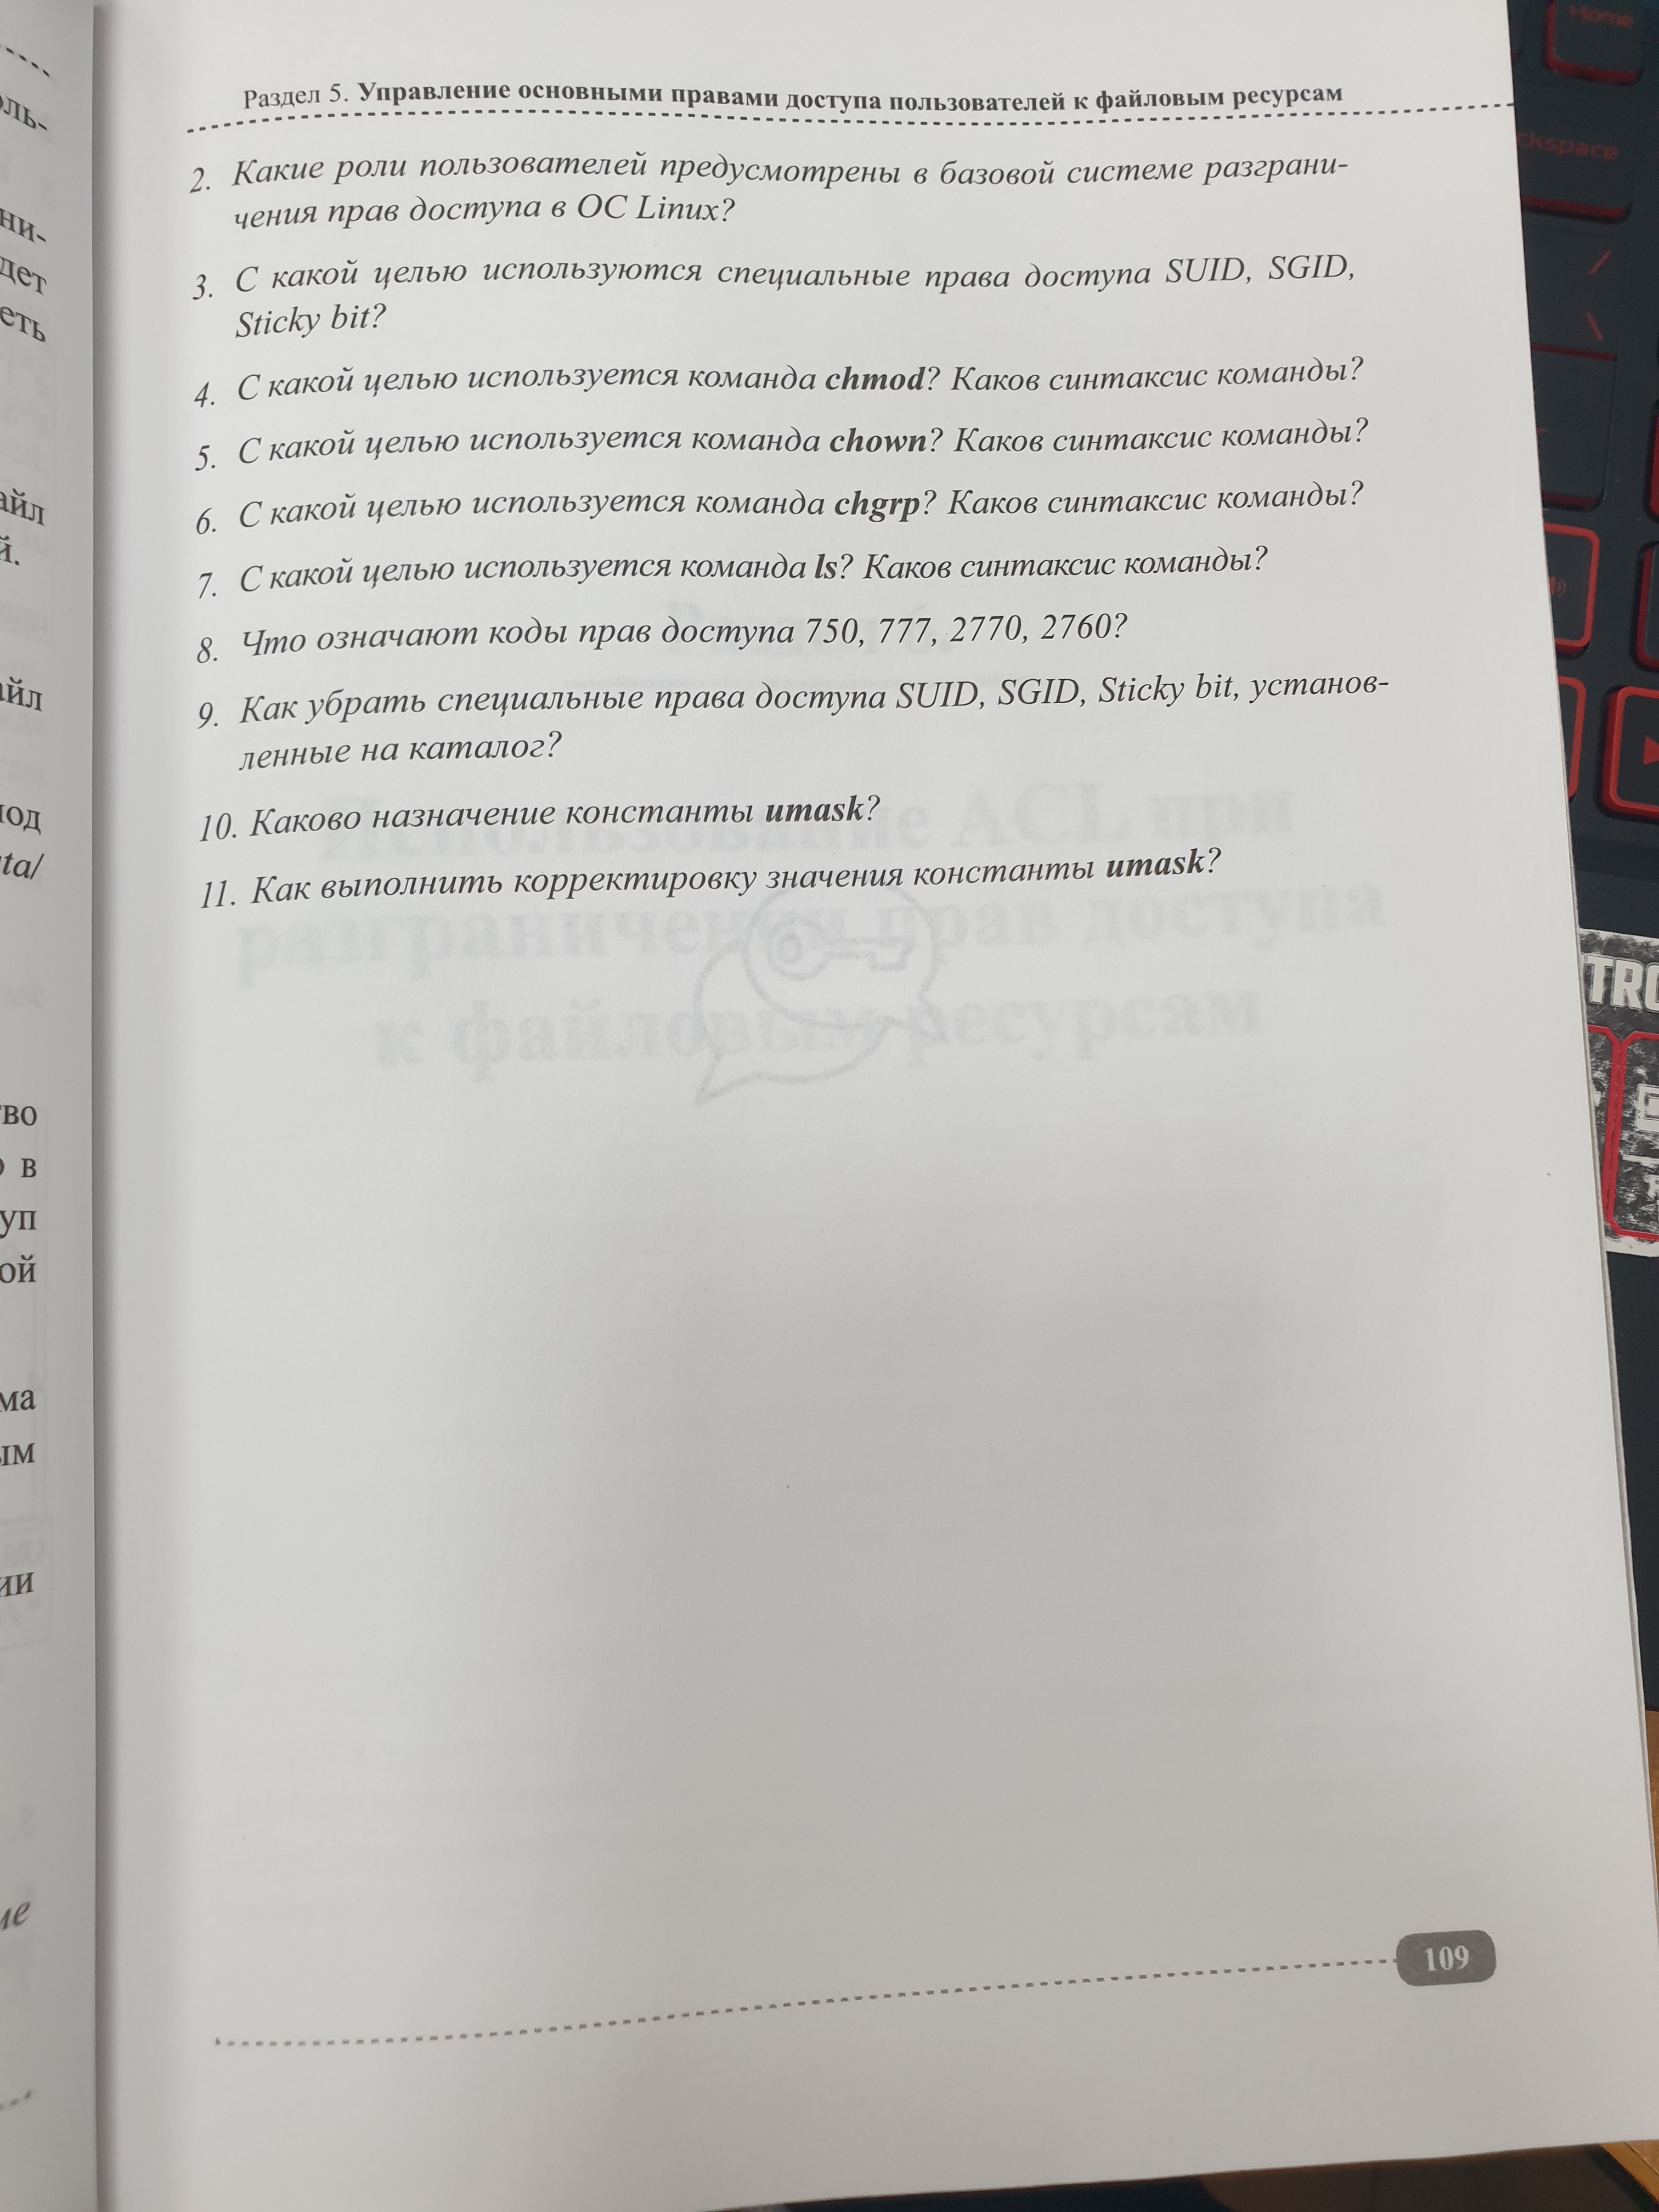 Раздел 5. Управление основными правами доступа пользователей к файловым ресурсам
2. Какие роли пользователей предусмотрены в базовой системе разграни-
чения прав доступа в ОС Linux?
3. С какой целью используются специальные права доступа SUID, SGID,
Sticky bit?
4. С какой целью используется команда chmod? Каков синтаксис команды?
5. С какой целью используется команда chown? Каков синтаксис команды?
6. С какой целью используется команда chgrp? Каков синтаксис команды?
7. С какой целью используется команда ls? Каков синтаксис команды?
8. Что означают коды прав доступа 750, 777, 2770, 2760?
9. Как убрать специальные права доступа SUID, SGID, Sticky bit, установ-
ленные на каталог?
10. Каково назначение константы umask?
11. Как выполнить корректировку значения константы umask?
109
Home
ckspace